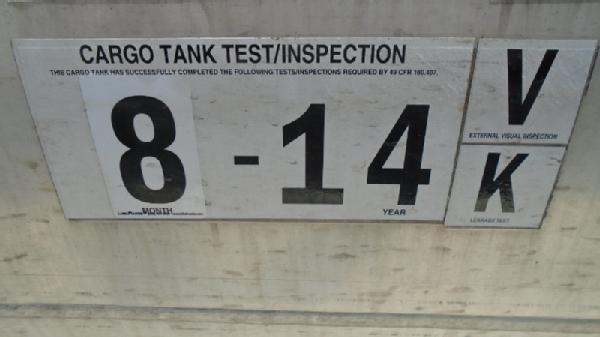 CARGO TANK TEST/INSPECTION
THIS CARGO TANK HAS SUCCESSFULLY COMPLETED THE FOLLOWING TESTS/INSPECTIONS REQUIRED BY 49 CFR 180.407.
8 - 14
MONTH
YEAR
V
EXTERNAL VISUAL INSPECTION
K
LEAKAGE TEST